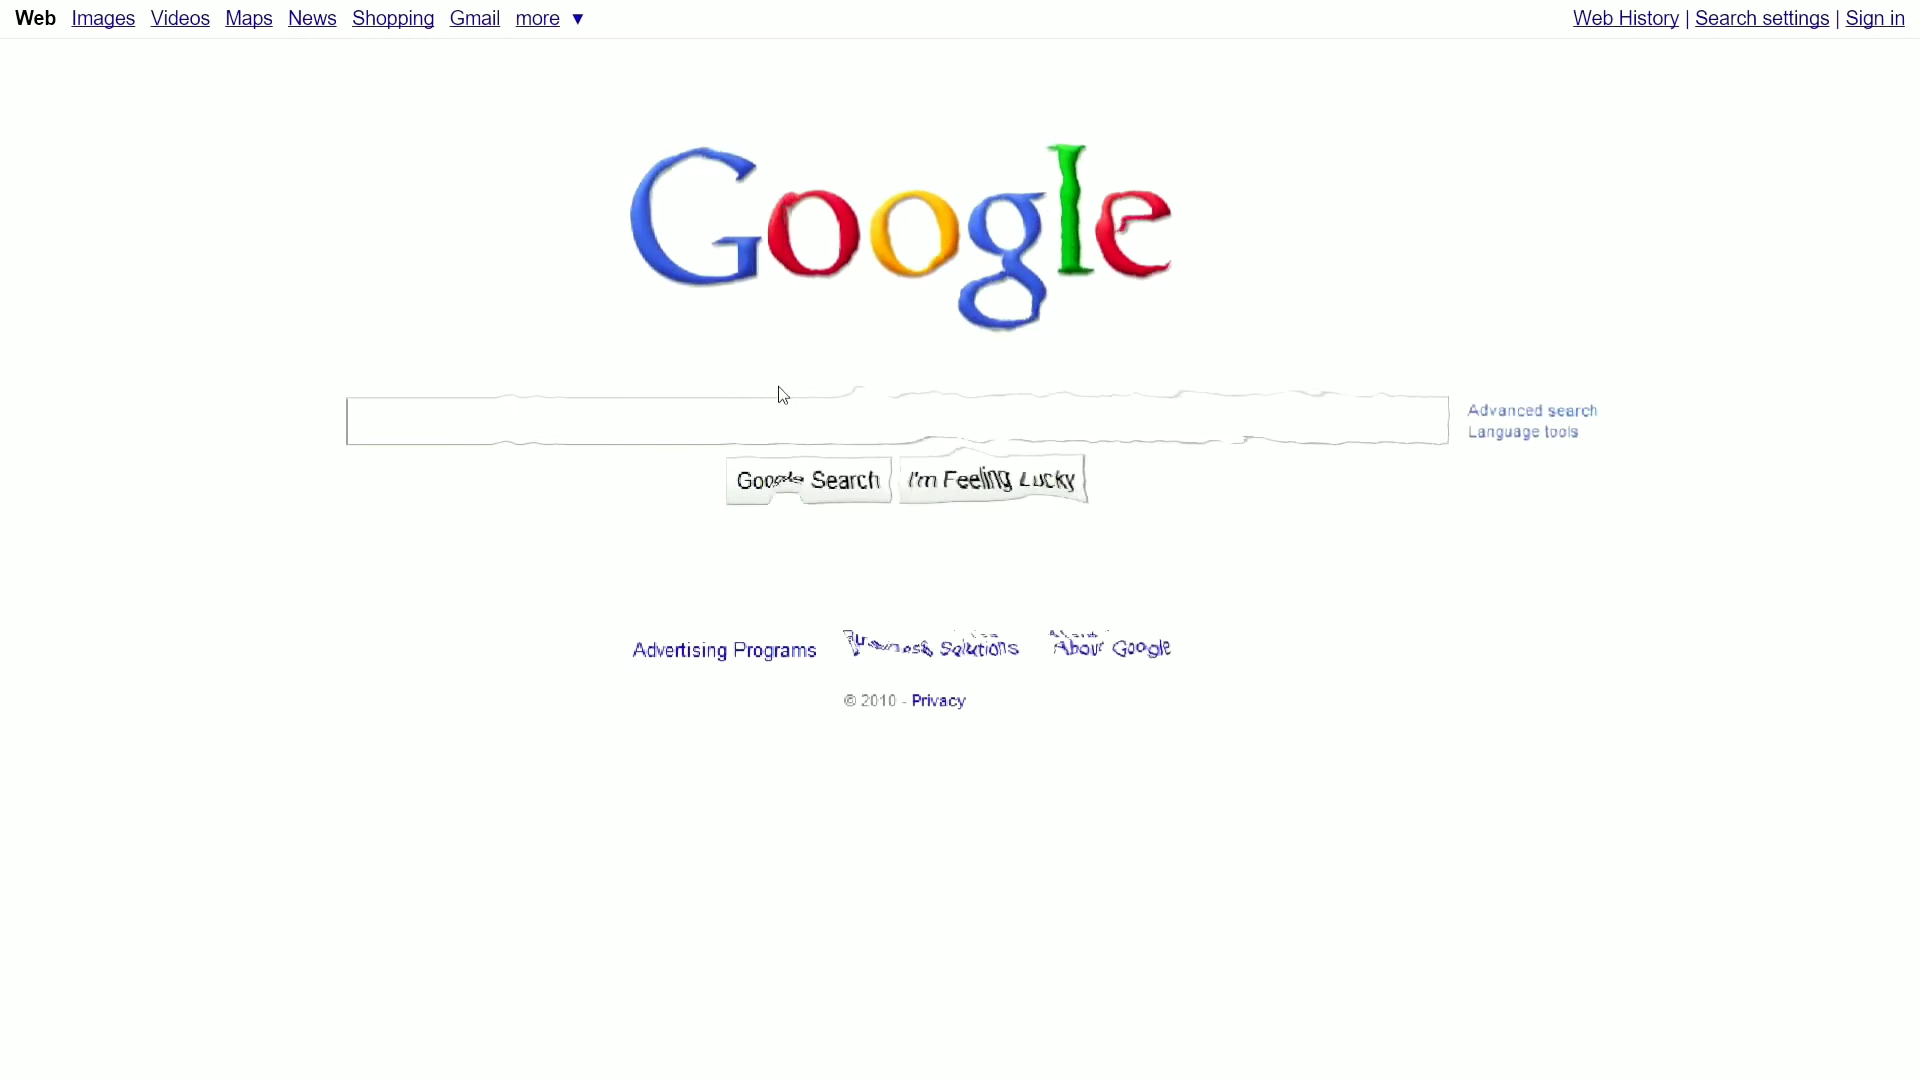 Web Images Videos Maps News Shopping Gmail more ▼
Web History | Search settings | Sign in
Google
Advanced search
Language tools
Google Search I'm Feeling Lucky
Advertising Programs Solutions About Google
© 2010 - Privacy